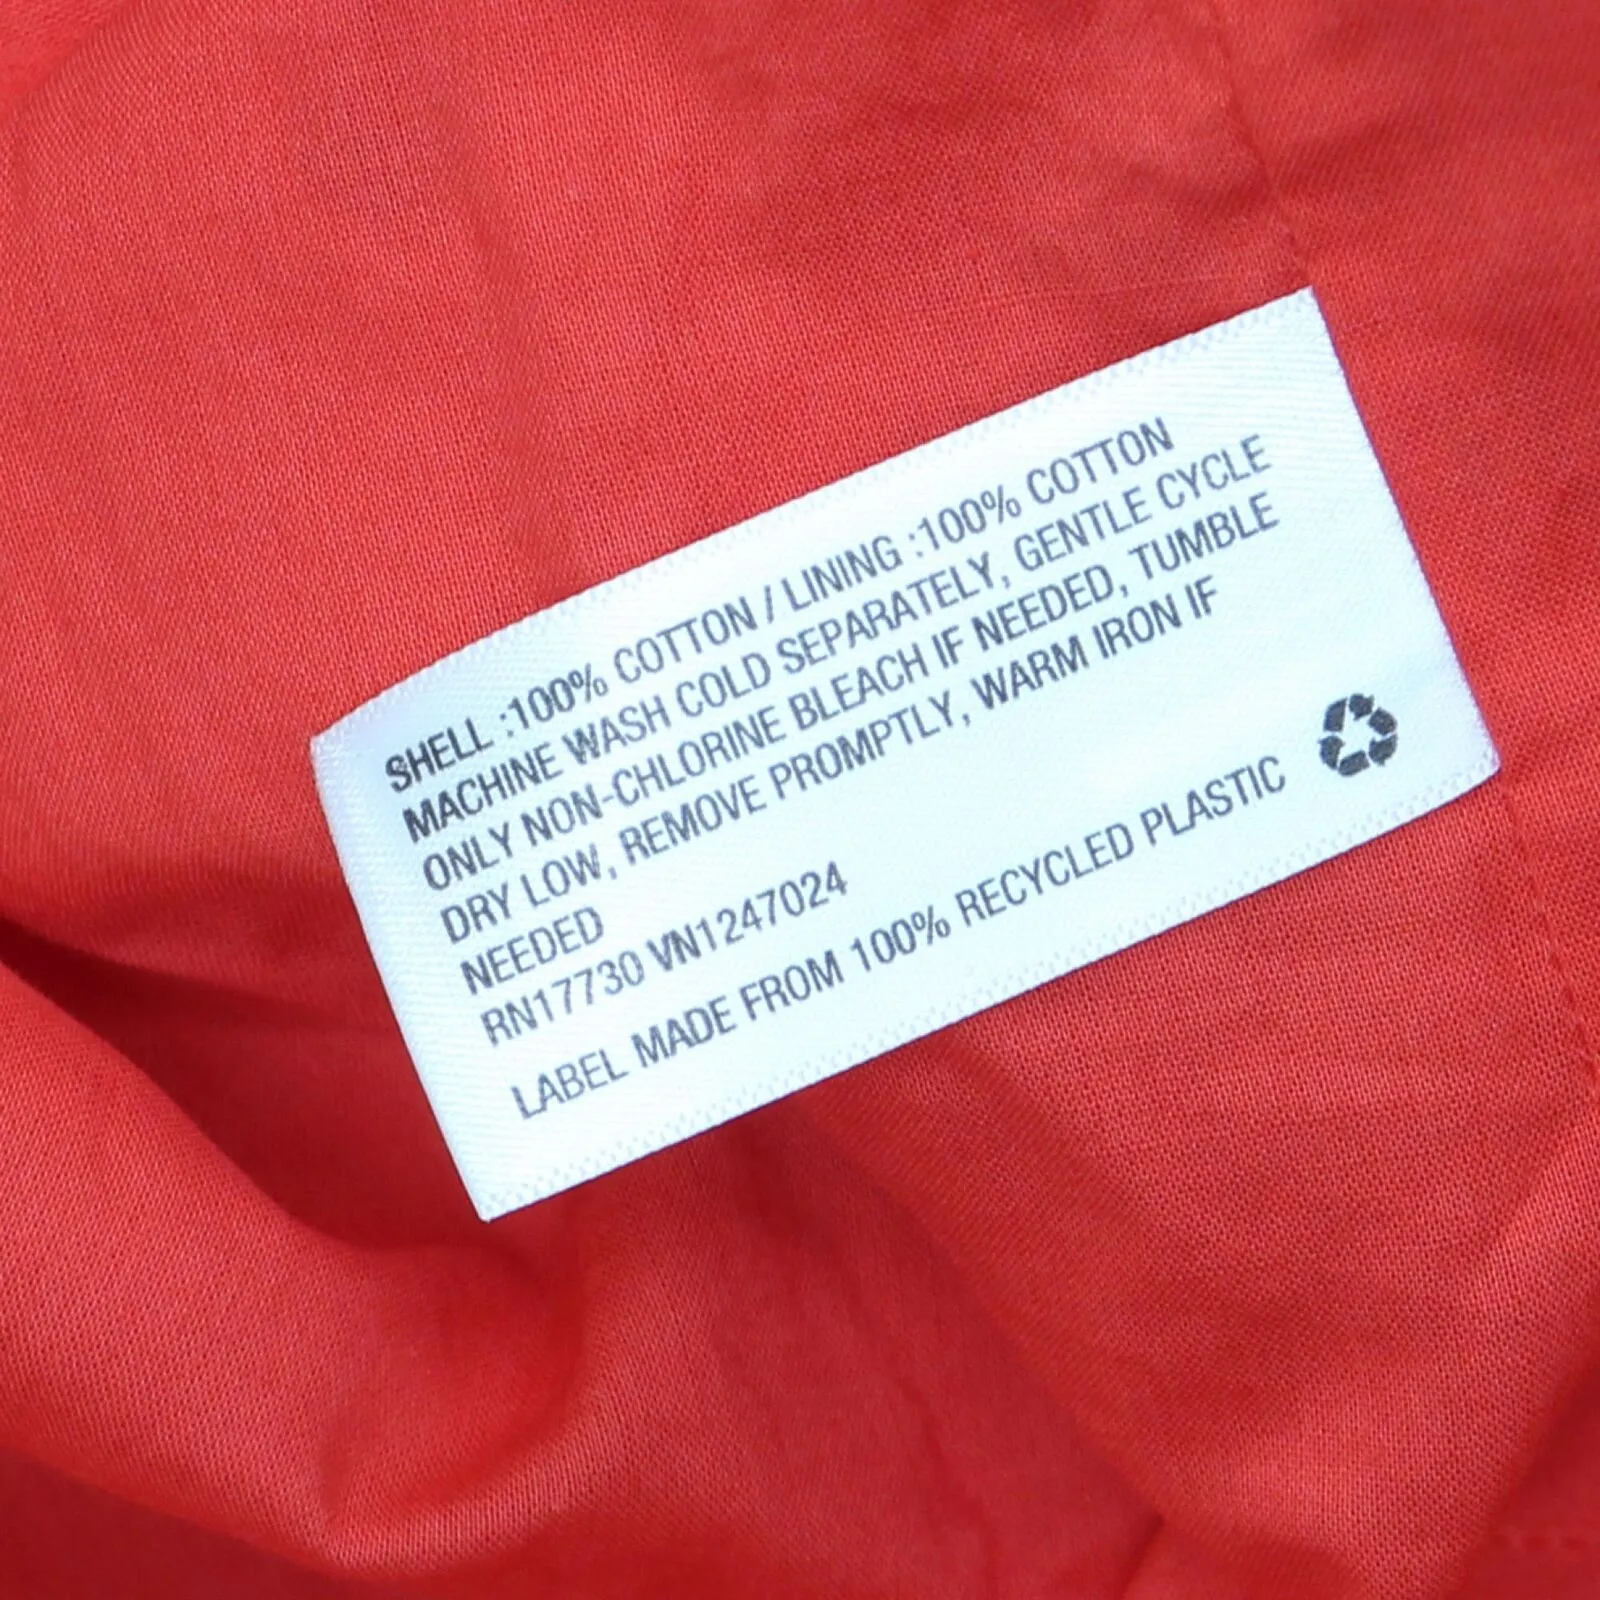 SHELL :100% COTTON / LINING :100% COTTON
MACHINE WASH COLD SEPARATELY, GENTLE CYCLE
ONLY NON-CHLORINE BLEACH IF NEEDED, TUMBLE
DRY LOW, REMOVE PROMPTLY, WARM IRON IF
NEEDED
RN17730 VN1247024
LABEL MADE FROM 100% RECYCLED PLASTIC